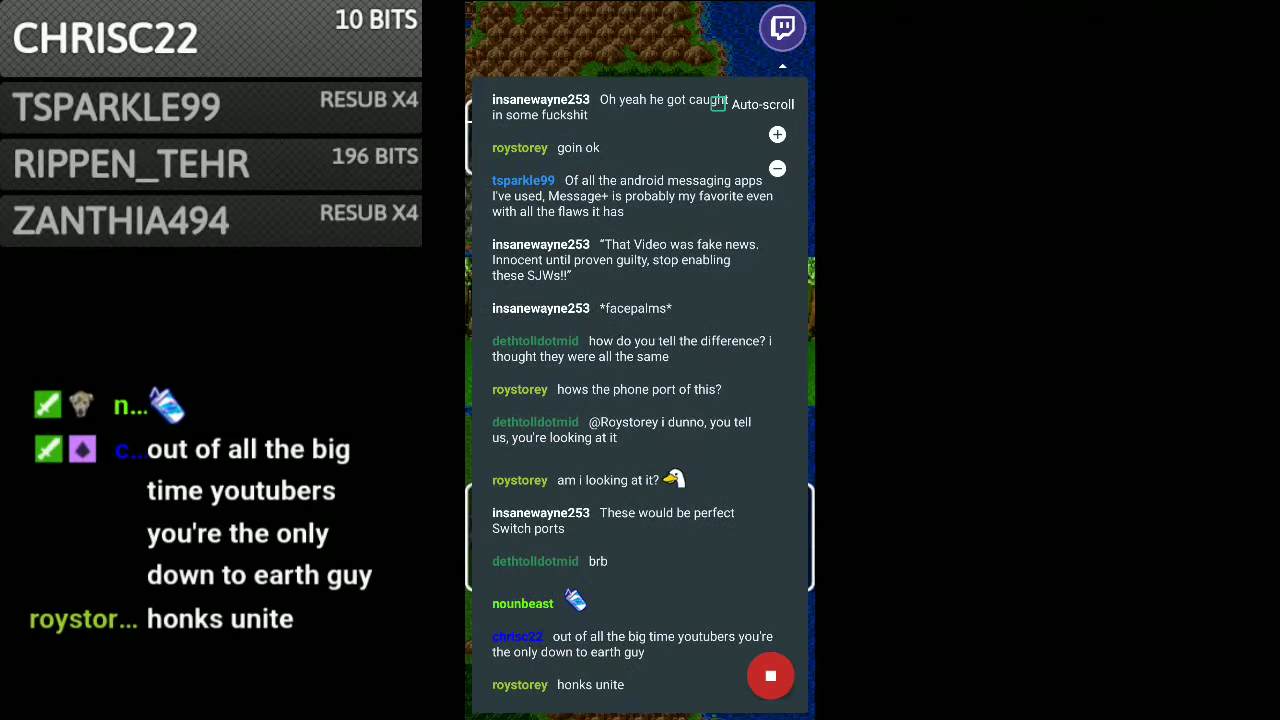 CHRISC22 10 BITS
TSPARKLE99 RESUB X4
RIPPEN_TEHR 196 BITS
ZANTHIA494 RESUB X4
n...
c... out of all the big
time youtubers
you're the only
down to earth guy
roystor... honks unite
insanewayne253 Oh yeah he got caught
in some fuckshit
Auto-scroll
roystorey goin ok
tsparkle99 Of all the android messaging apps
I've used, Message+ is probably my favorite even
with all the flaws it has
insanewayne253 “That Video was fake news.
Innocent until proven guilty, stop enabling
these SJWs!!”
insanewayne253 *facepalms*
dethtolldotmid how do you tell the difference? i
thought they were all the same
roystorey hows the phone port of this?
dethtolldotmid @Roystorey i dunno, you tell
us, you're looking at it
roystorey am i looking at it?
insanewayne253 These would be perfect
Switch ports
dethtolldotmid brb
nounbeast
chrisc22 out of all the big time youtubers you're
the only down to earth guy
roystorey honks unite